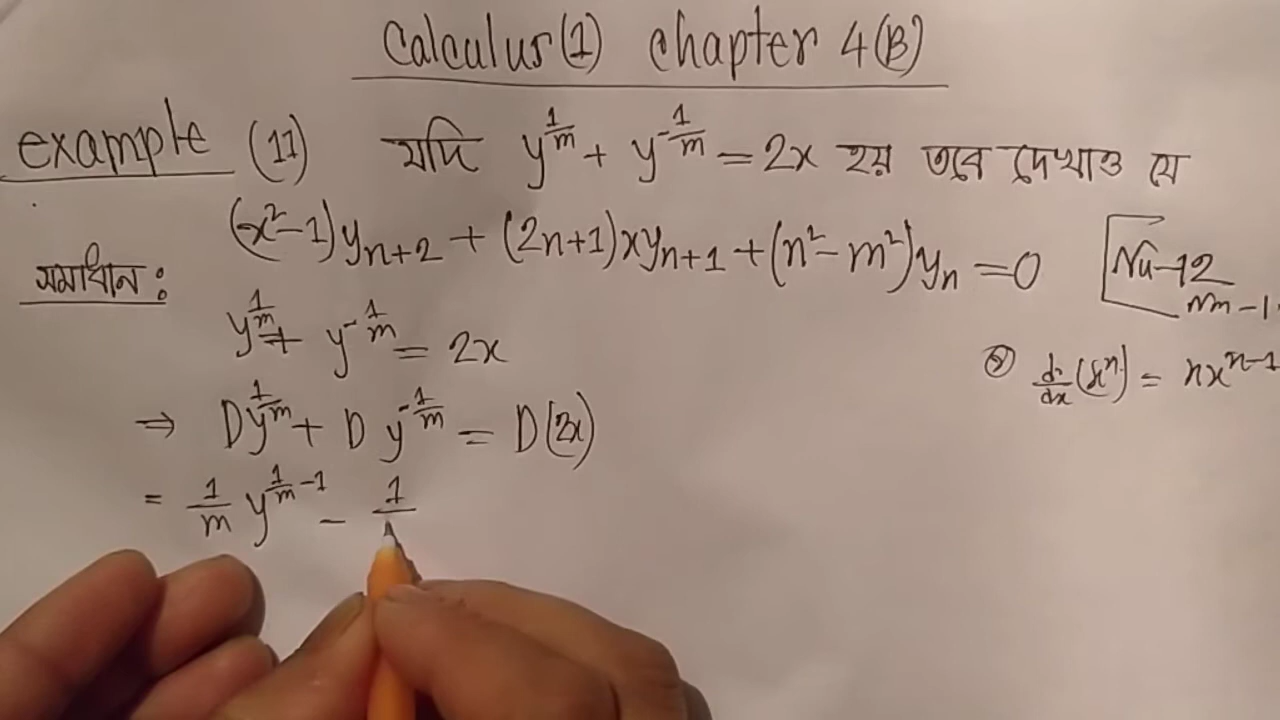 Calculus(1) chapter 4(B)
example (11) যদি y^{1/m} + y^{-1/m} = 2x হয় তবে দেখাও যে
(x²-1)y_{n+2} + (2n+1)xy_{n+1} + (n²-m²)y_n = 0 [Nu-12
সমাধান:
y^{1/m} + y^{-1/m} = 2x
d/dx(x^n) = nx^{n-1}
⇒ Dy^{1/m} + D y^{-1/m} = D(2x)
= 1/m y^{1/m -1} - 1